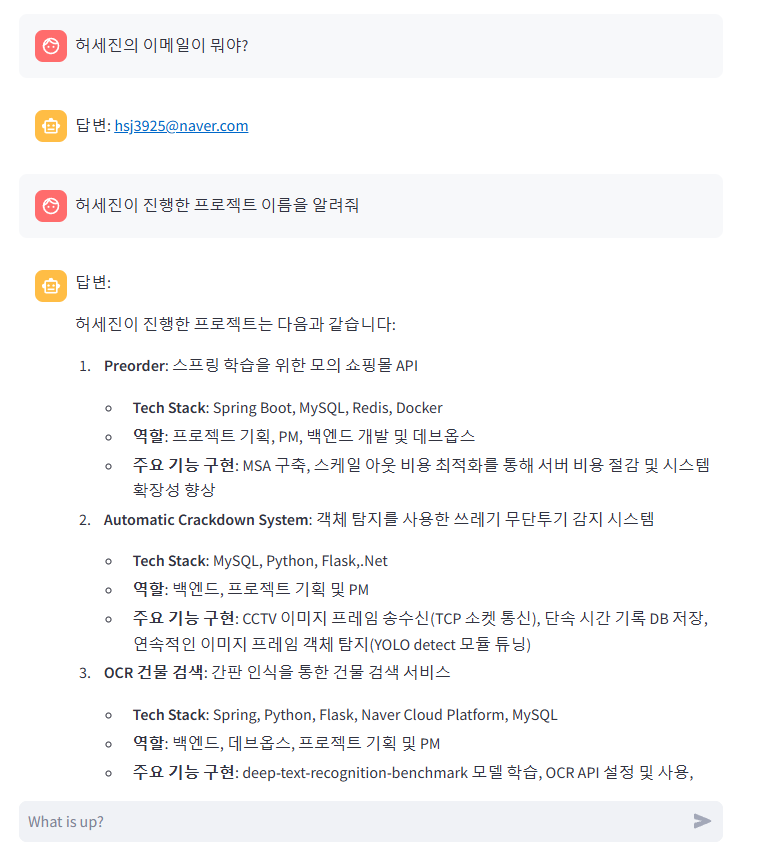 허세진의 이메일이 뭐야?
답변: hsj3925@naver.com
허세진이 진행한 프로젝트 이름을 알려줘
답변:
허세진이 진행한 프로젝트는 다음과 같습니다:
1. Preorder: 스프링 학습을 위한 모의 쇼핑몰 API
Tech Stack: Spring Boot, MySQL, Redis, Docker
역할: 프로젝트 기획, PM, 백엔드 개발 및 데브옵스
주요 기능 구현: MSA 구축, 스케일 아웃 비용 최적화를 통해 서버 비용 절감 및 시스템
확장성 향상
2. Automatic Crackdown System: 객체 탐지를 사용한 쓰레기 무단투기 감지 시스템
Tech Stack: MySQL, Python, Flask,.Net
역할: 백엔드, 프로젝트 기획 및 PM
주요 기능 구현: CCTV 이미지 프레임 송수신(TCP 소켓 통신), 단속 시간 기록 DB 저장,
연속적인 이미지 프레임 객체 탐지(YOLO detect 모듈 튜닝)
3. OCR 건물 검색: 간판 인식을 통한 건물 검색 서비스
Tech Stack: Spring, Python, Flask, Naver Cloud Platform, MySQL
역할: 백엔드, 데브옵스, 프로젝트 기획 및 PM
주요 기능 구현: deep-text-recognition-benchmark 모델 학습, OCR API 설정 및 사용,
What is up?